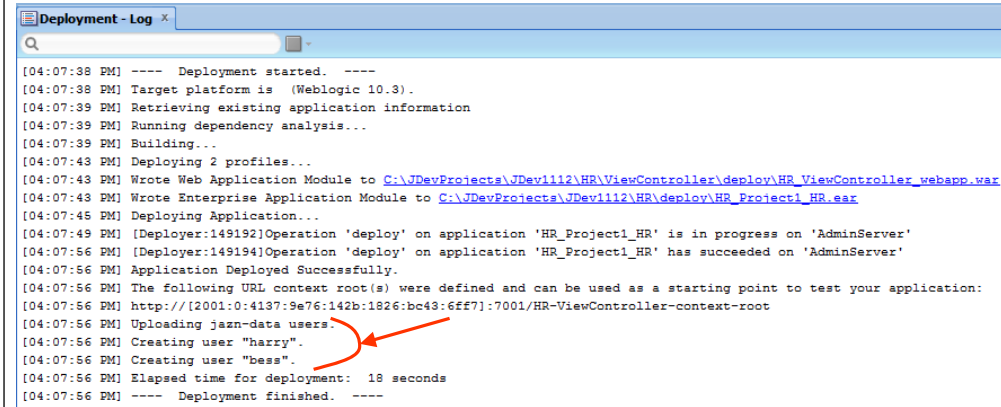 Deployment - Log
[04:07:38 PM] ---- Deployment started. ----
[04:07:38 PM] Target platform is (Weblogic 10.3).
[04:07:39 PM] Retrieving existing application information
[04:07:39 PM] Running dependency analysis...
[04:07:39 PM] Building...
[04:07:43 PM] Deploying 2 profiles...
[04:07:43 PM] Wrote Web Application Module to C:\JDevProjects\JDev1112\HR\ViewController\deploy\HR_ViewController_webapp.war
[04:07:43 PM] Wrote Enterprise Application Module to C:\JDevProjects\JDev1112\HR\deploy\HR_Project1_HR.ear
[04:07:45 PM] Deploying Application...
[04:07:49 PM] [Deployer:149192]Operation 'deploy' on application 'HR_Project1_HR' is in progress on 'AdminServer'
[04:07:56 PM] [Deployer:149194]Operation 'deploy' on application 'HR_Project1_HR' has succeeded on 'AdminServer'
[04:07:56 PM] Application Deployed Successfully.
[04:07:56 PM] The following URL context root(s) were defined and can be used as a starting point to test your application:
[04:07:56 PM] http://[2001:0:4137:9e76:142b:1826:bc43:6ff7]:7001/HR-ViewController-context-root
[04:07:56 PM] Uploading jazn-data users.
[04:07:56 PM] Creating user "harry".
[04:07:56 PM] Creating user "bess".
[04:07:56 PM] Elapsed time for deployment: 18 seconds
[04:07:56 PM] ---- Deployment finished. ----